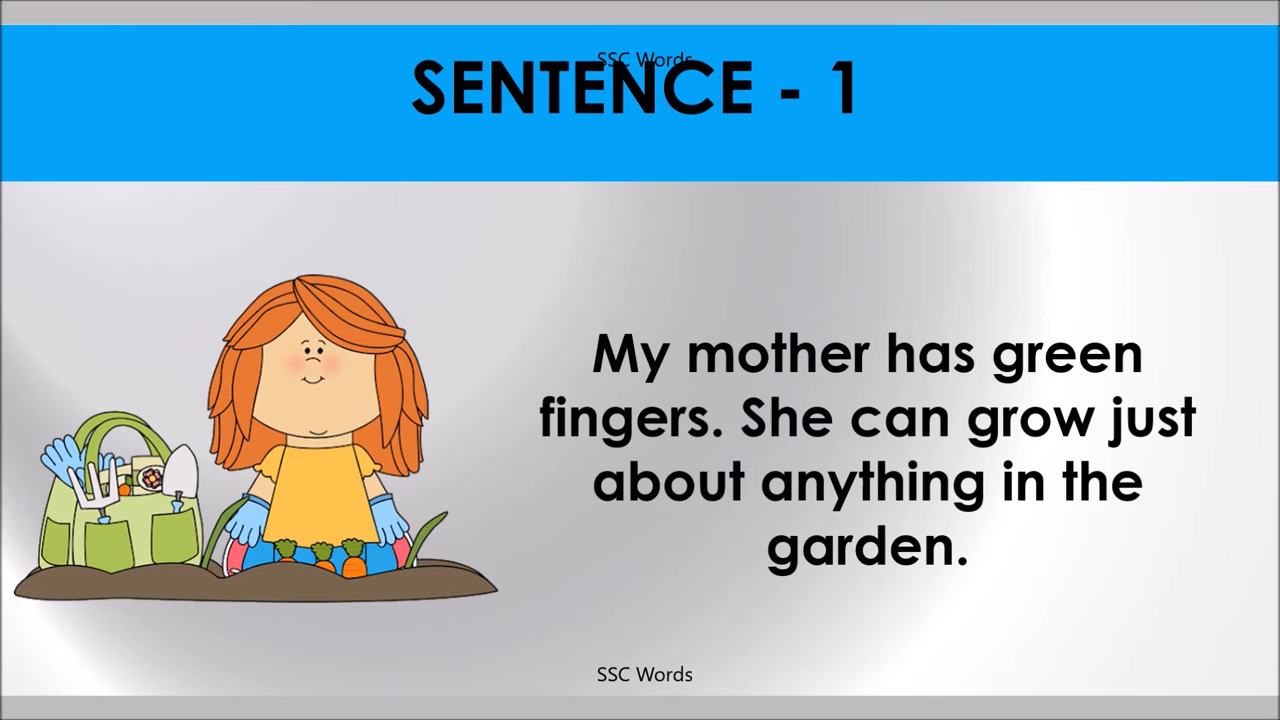 SSC Words
SENTENCE - 1
My mother has green
fingers. She can grow just
about anything in the
garden.
SSC Words